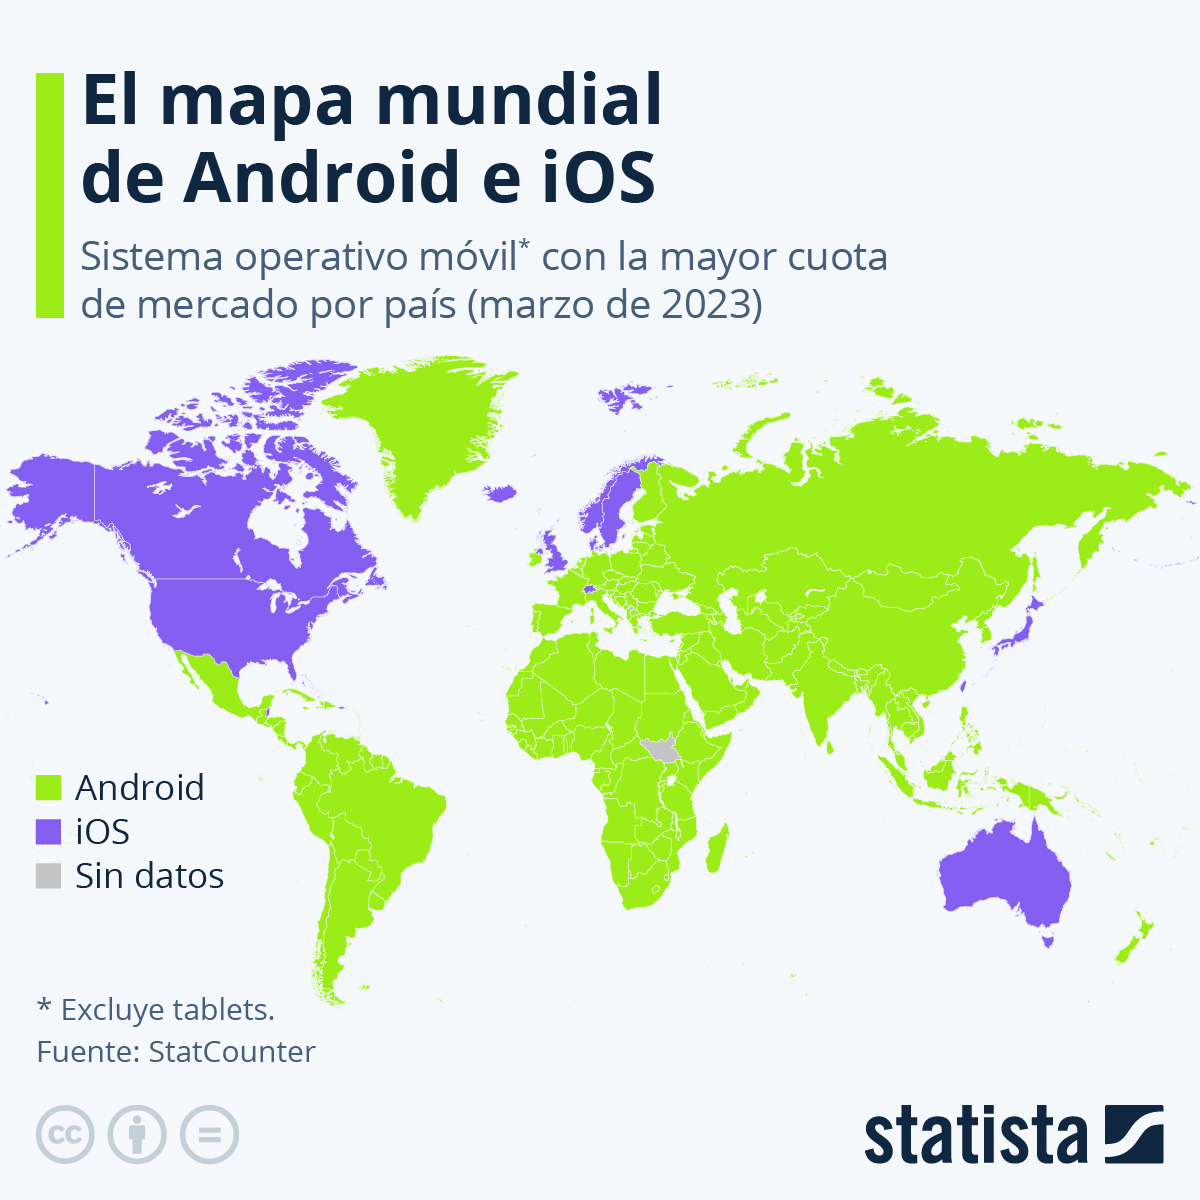 El mapa mundial
de Android e iOS
Sistema operativo móvil* con la mayor cuota
de mercado por país (marzo de 2023)
Android
iOS
Sin datos
* Excluye tablets.
Fuente: StatCounter
cc
statista